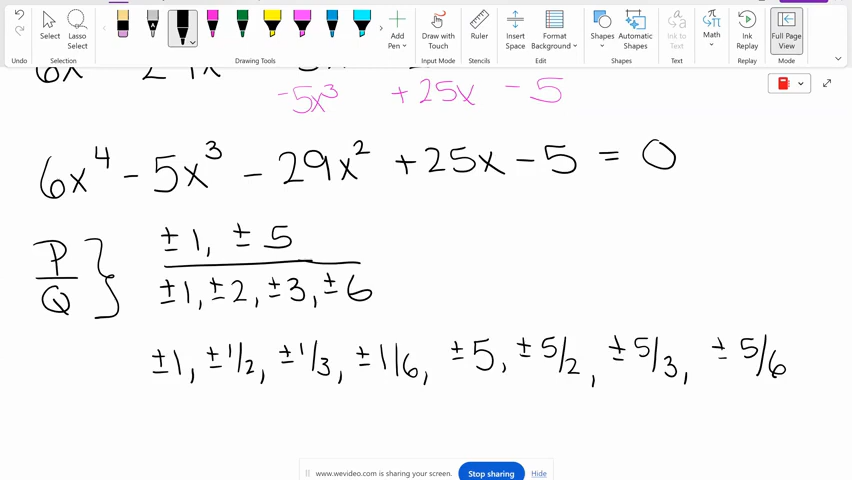 Undo
Select
Lasso Select
Drawing Tools
Add Pen
Draw with Touch
Input Mode
Ruler
Stencils
Insert Space
Format Background
Edit
Shapes
Automatic Shapes
Ink to Text
Shapes
Math
Math
Ink Replay
Replay
Full Page View
Mode
-5x³ +25x -5
6x⁴ - 5x³ - 29x² + 25x - 5 = 0
P/Q } ±1, ± 5
±1, ±2, ±3, ±6
±1, ±1/2, ±1/3, ±1/6, ±5, ±5/2, ±5/3, ±5/6
www.wevideo.com is sharing your screen.
Stop sharing
Hide